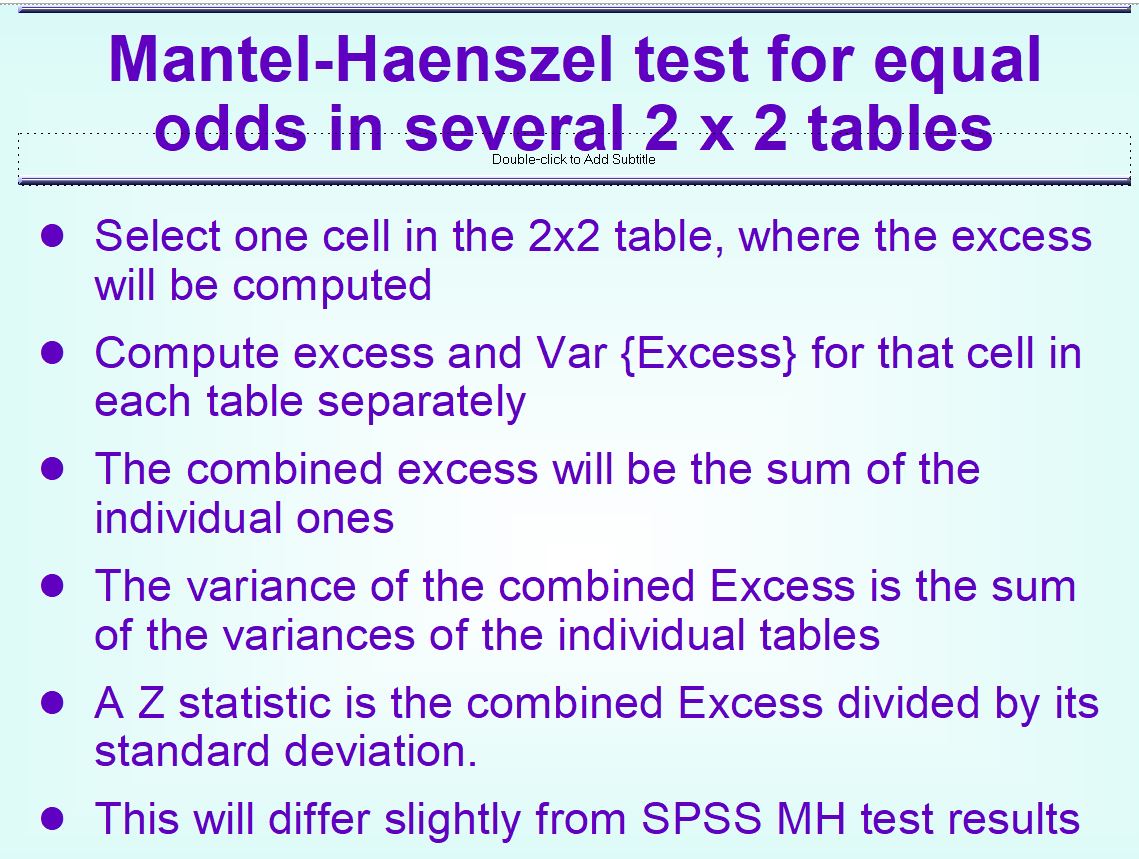 Mantel-Haenszel test for equal
odds in several 2 x 2 tables
Double-click to Add Subtitle
● Select one cell in the 2x2 table, where the excess
will be computed
● Compute excess and Var {Excess} for that cell in
each table separately
● The combined excess will be the sum of the
individual ones
● The variance of the combined Excess is the sum
of the variances of the individual tables
● A Z statistic is the combined Excess divided by its
standard deviation.
● This will differ slightly from SPSS MH test results